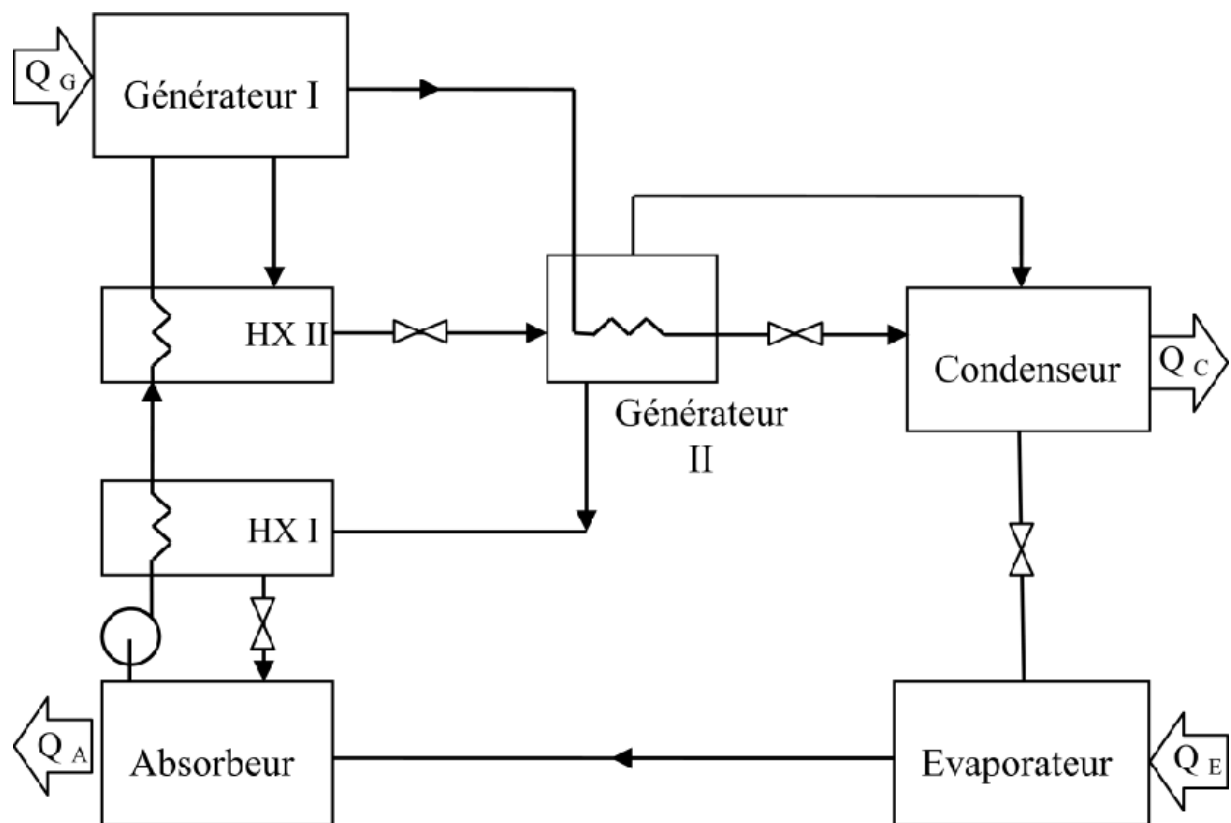 Q G
Générateur I
HX II
Générateur
II
Condenseur
Q C
HX I
Q A
Absorbeur
Evaporateur
Q E